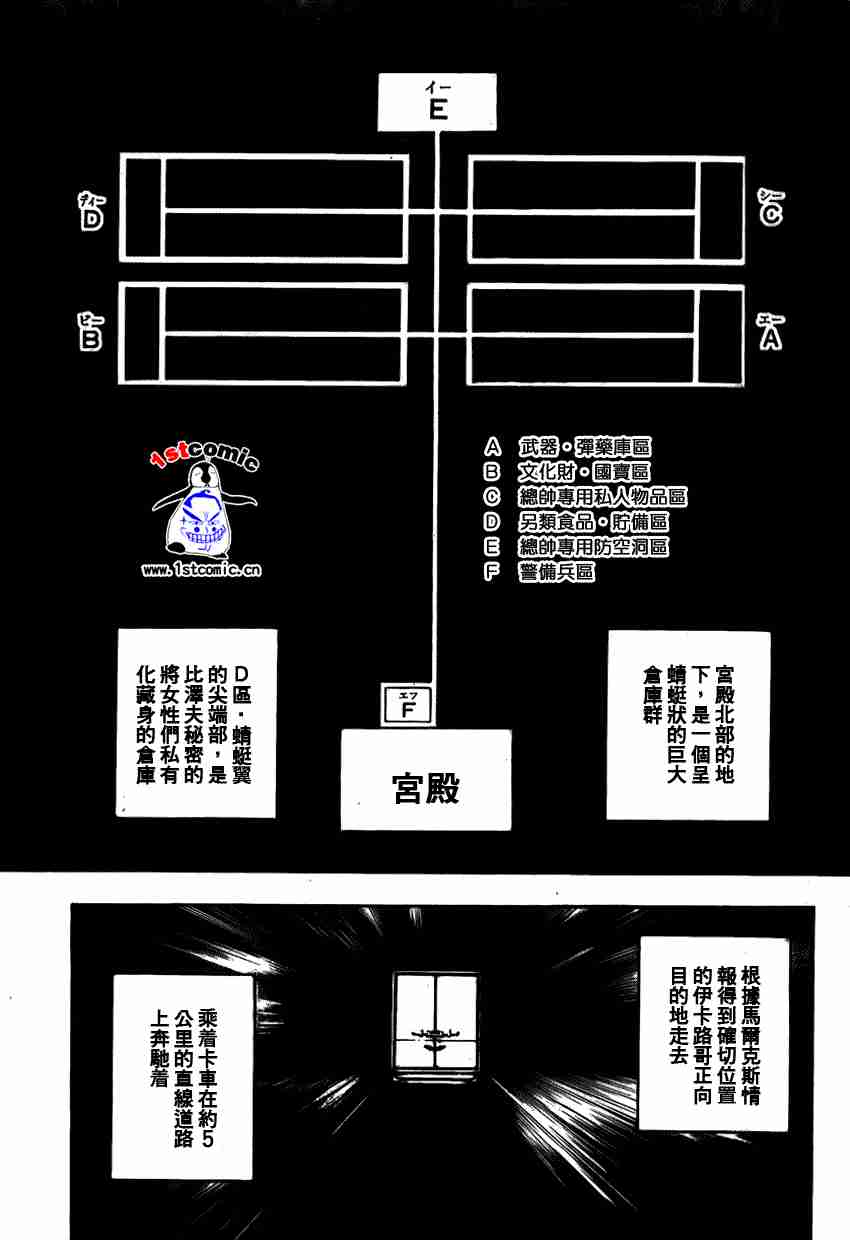 イー
E
ディー
D
シー
C
ビー
B
エー
A
1stcomic
www.1stcomic.cn
A 武器・彈藥庫區
B 文化財・國寶區
C 總帥專用私人物品區
D 另類食品・貯備區
E 總帥專用防空洞區
F 警備兵區
エフ
F
宮殿
宮殿北部的地
下，是一個呈
蜻蜓狀的巨大
倉庫群
D區・蜻蜓翼
的尖端部，是
比澤夫秘密的
將女性們私有
化藏身的倉庫
根據馬爾克斯情
報得到確切位置
的伊卡路哥正向
目的地走去
乘着卡車在約5
公里的直線道路
上奔馳着